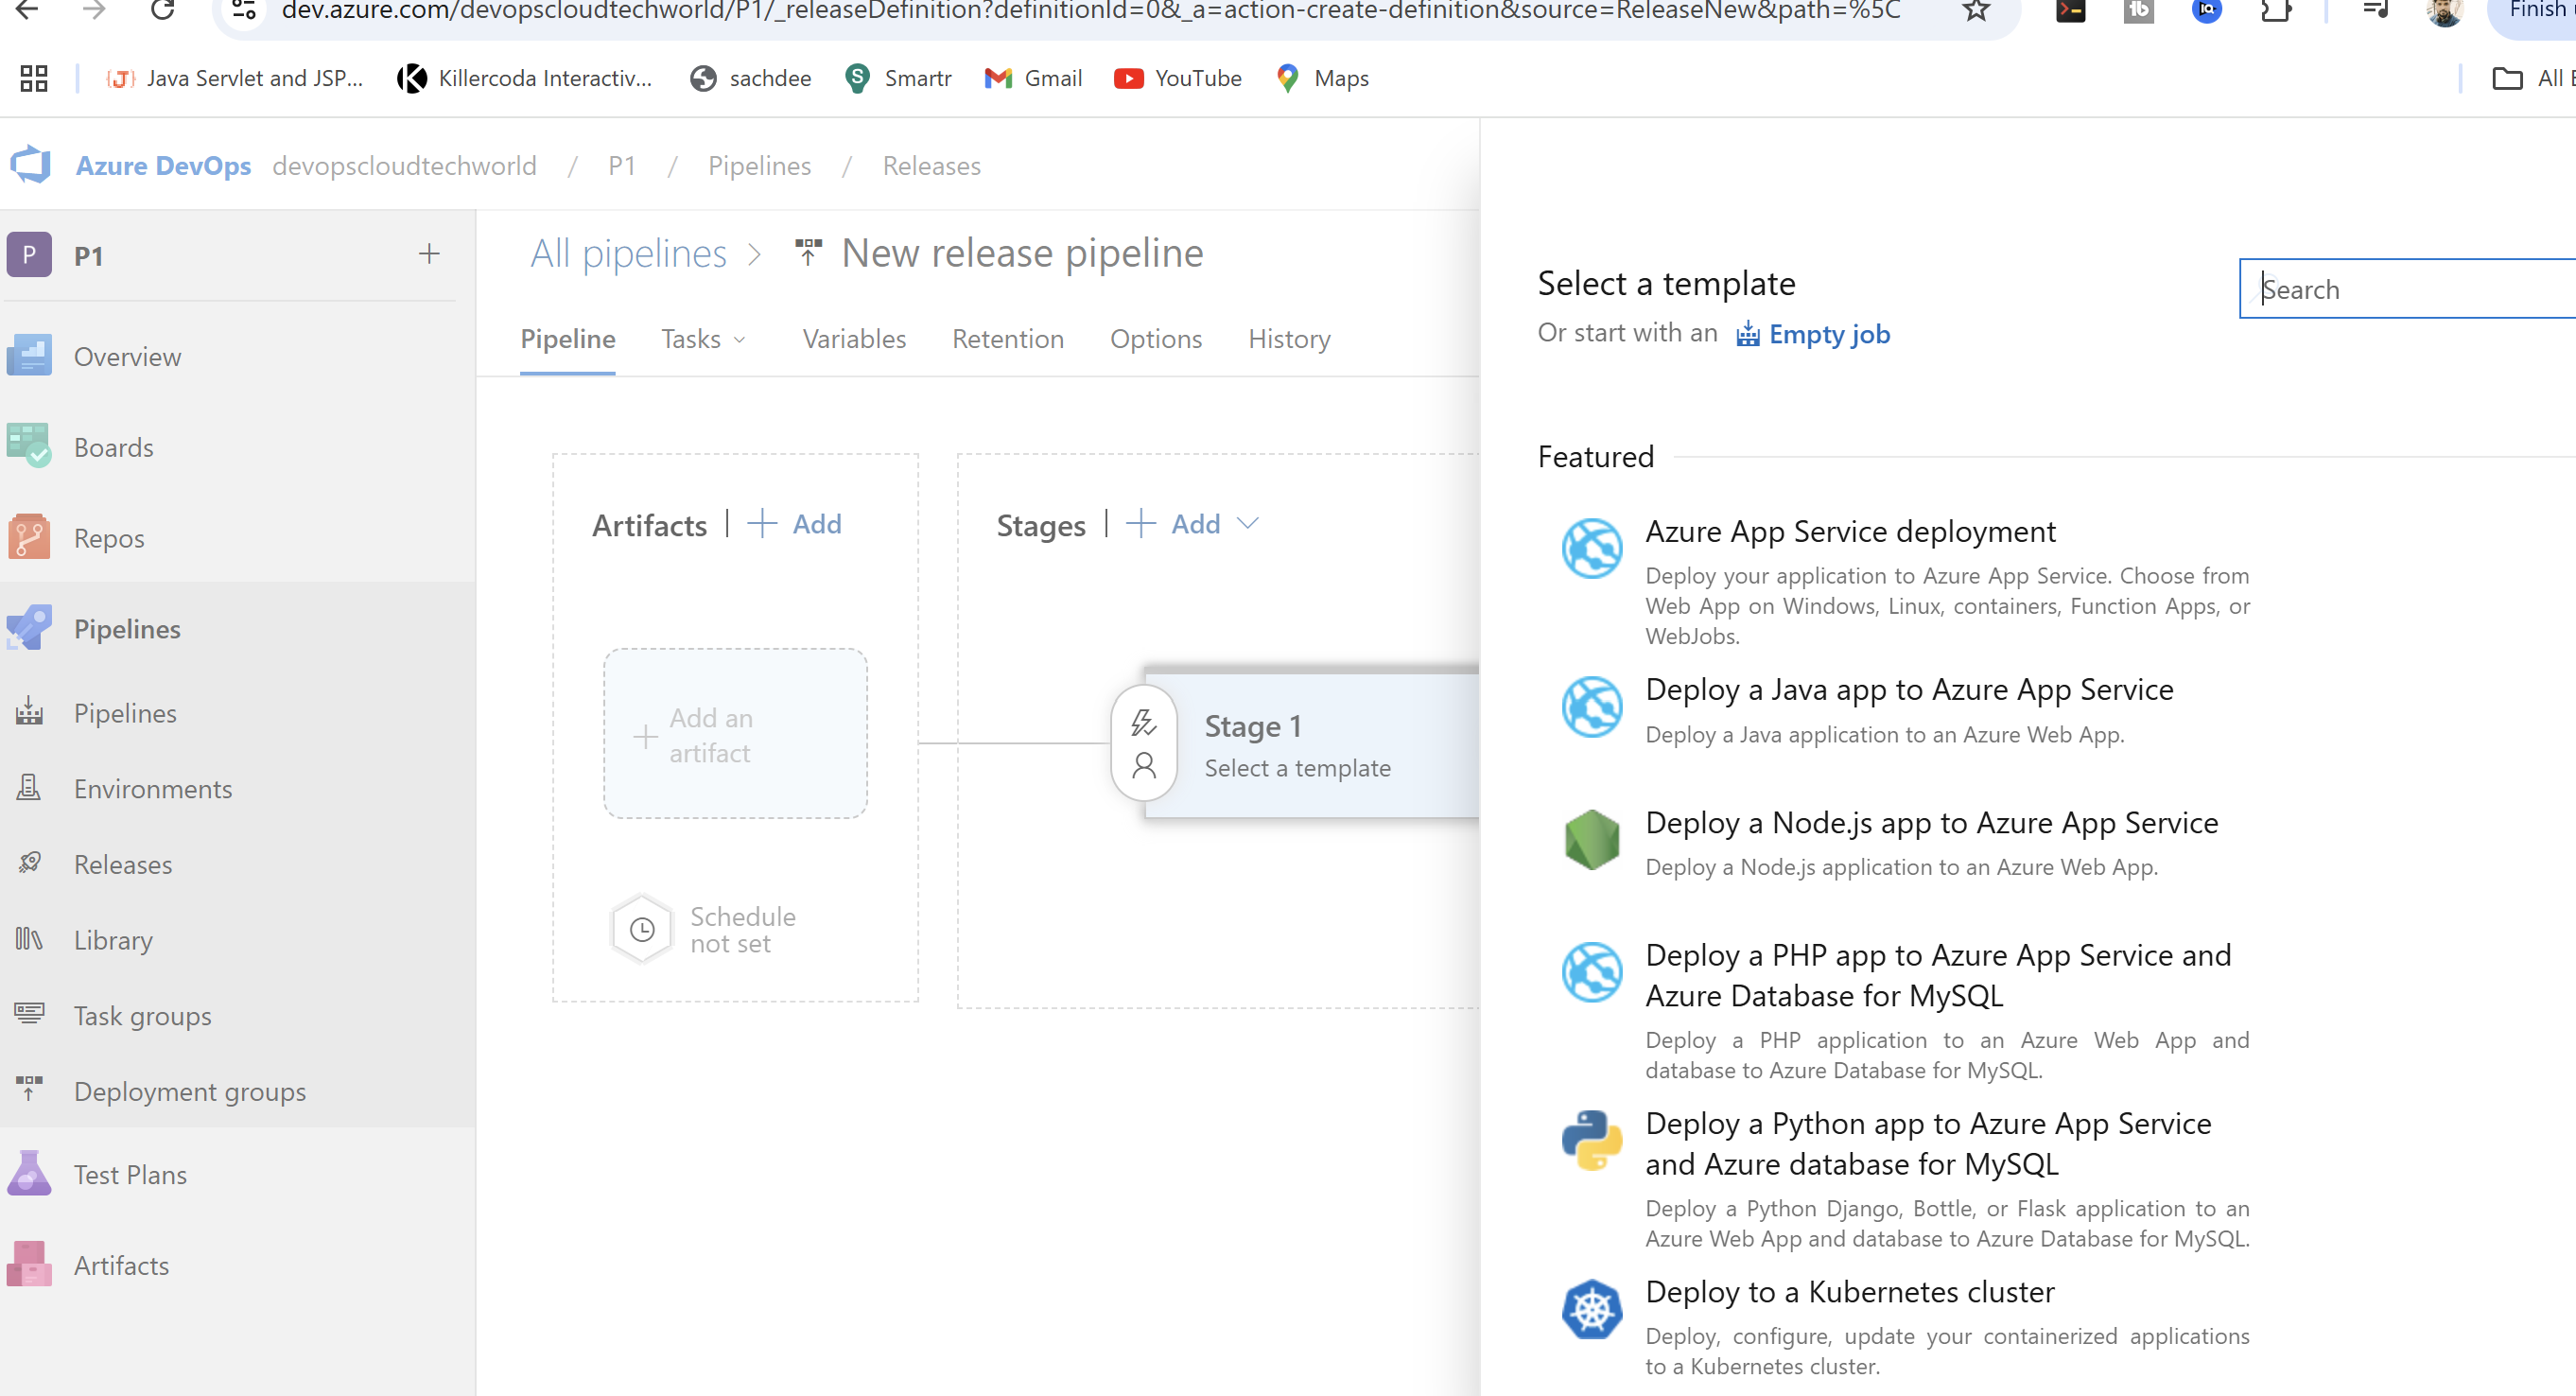 dev.azure.com/devopscloudtechworld/P1/_releaseDefinition?definitionId=0&_a=action-create-definition&source=ReleaseNew&path=%5C
Finish
Java Servlet and JSP...
Killercoda Interactiv...
sachdee
Smartr
Gmail
YouTube
Maps
All
Azure DevOps devopscloudtechworld / P1 / Pipelines / Releases
P P1
Overview
Boards
Repos
Pipelines
Pipelines
Environments
Releases
Library
Task groups
Deployment groups
Test Plans
Artifacts
All pipelines > New release pipeline
Pipeline Tasks Variables Retention Options History
Artifacts | + Add
Stages | + Add
Add an
artifact
Schedule
not set
Stage 1
Select a template
Select a template
Or start with an Empty job
Search
Featured
Azure App Service deployment
Deploy your application to Azure App Service. Choose from
Web App on Windows, Linux, containers, Function Apps, or
WebJobs.
Deploy a Java app to Azure App Service
Deploy a Java application to an Azure Web App.
Deploy a Node.js app to Azure App Service
Deploy a Node.js application to an Azure Web App.
Deploy a PHP app to Azure App Service and
Azure Database for MySQL
Deploy a PHP application to an Azure Web App and
database to Azure Database for MySQL.
Deploy a Python app to Azure App Service
and Azure database for MySQL
Deploy a Python Django, Bottle, or Flask application to an
Azure Web App and database to Azure Database for MySQL.
Deploy to a Kubernetes cluster
Deploy, configure, update your containerized applications
to a Kubernetes cluster.